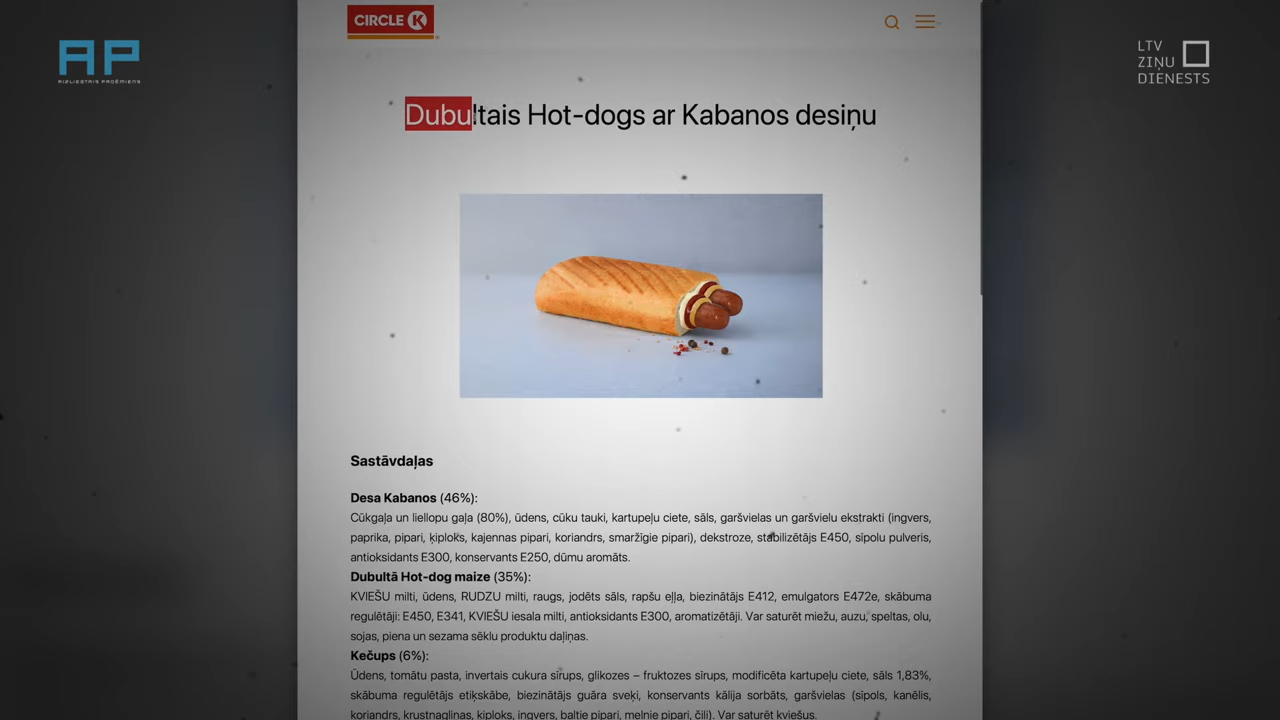 CIRCLE K
AP
AIZLIEGTAIS PAŅĒMIENS
LTV
ZIŅU
DIENESTS
Dubultais Hot-dogs ar Kabanos desiņu
Sastāvdaļas
Desa Kabanos (46%):
Cūkgaļa un liellopu gaļa (80%), ūdens, cūku tauki, kartupeļu ciete, sāls, garšvielas un garšvielu ekstrakti (ingvers,
paprika, pipari, ķiploks, kajennas pipari, koriandrs, smaržīgie pipari), dekstroze, stabilizētājs E450, sīpolu pulveris,
antioksidants E300, konservants E250, dūmu aromāts.
Dubultā Hot-dog maize (35%):
KVIEŠU milti, ūdens, RUDZU milti, raugs, jodēts sāls, rapšu eļļa, biezinātājs E412, emulgators E472e, skābuma
regulētāji: E450, E341, KVIEŠU iesala milti, antioksidants E300, aromatizētāji. Var saturēt miežu, auzu, speltas, olu,
sojas, piena un sezama sēklu produktu daļiņas.
Kečups (6%):
Ūdens, tomātu pasta, invertais cukura sīrups, glikozes – fruktozes sīrups, modificēta kartupeļu ciete, sāls 1,83%,
skābuma regulētājs etiķskābe, biezinātājs guāra sveķi, konservants kālija sorbāts, garšvielas (sīpols, kanēlis,
koriandrs, krustnagliņas, ķiploks, ingvers, baltie pipari, melnie pipari, čili). Var saturēt kviešus.